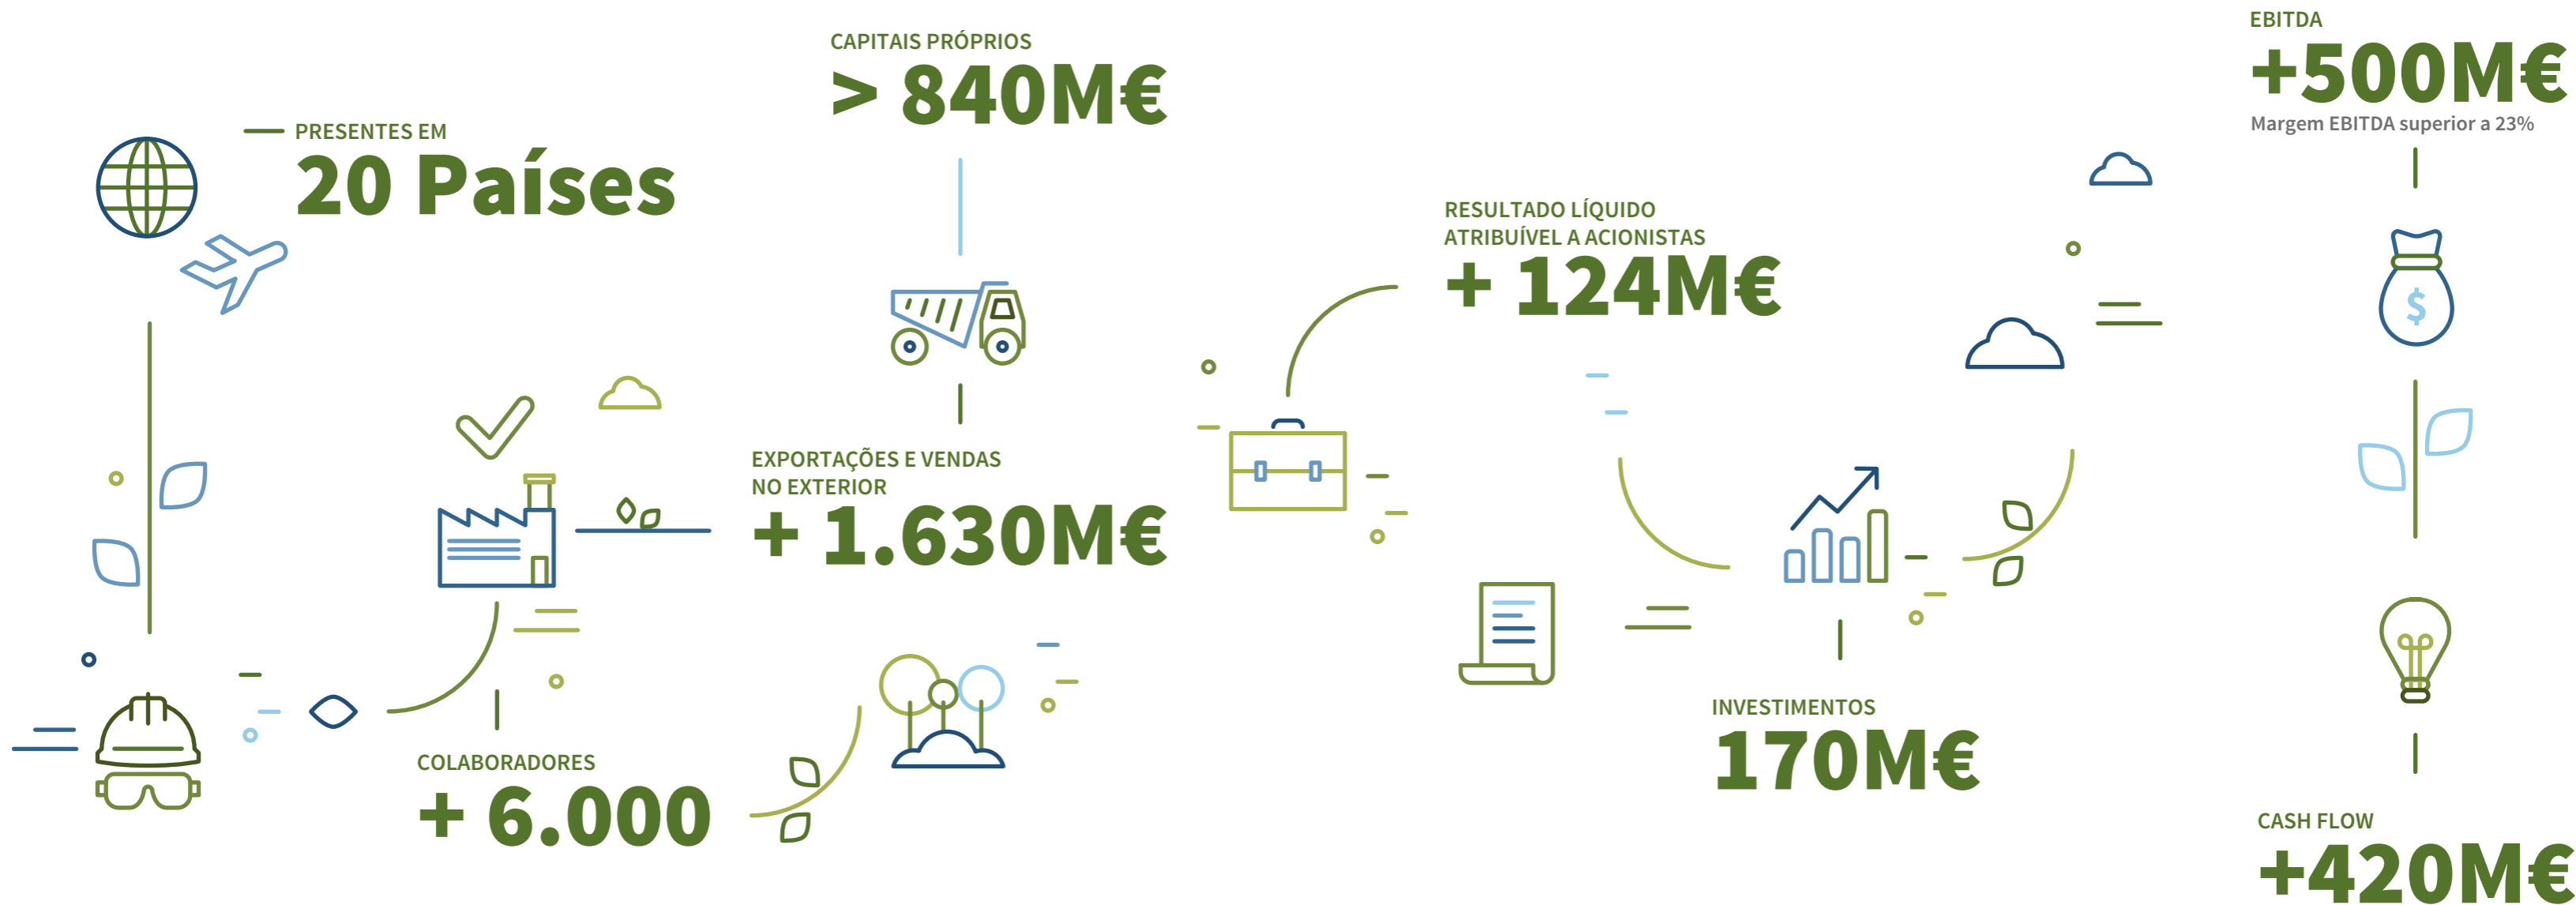 PRESENTES EM
20 Países
COLABORADORES
+ 6.000
CAPITAIS PRÓPRIOS
> 840M€
EXPORTAÇÕES E VENDAS
NO EXTERIOR
+ 1.630M€
RESULTADO LÍQUIDO
ATRIBUÍVEL A ACIONISTAS
+ 124M€
INVESTIMENTOS
170M€
EBITDA
+500M€
Margem EBITDA superior a 23%
$
CASH FLOW
+420M€